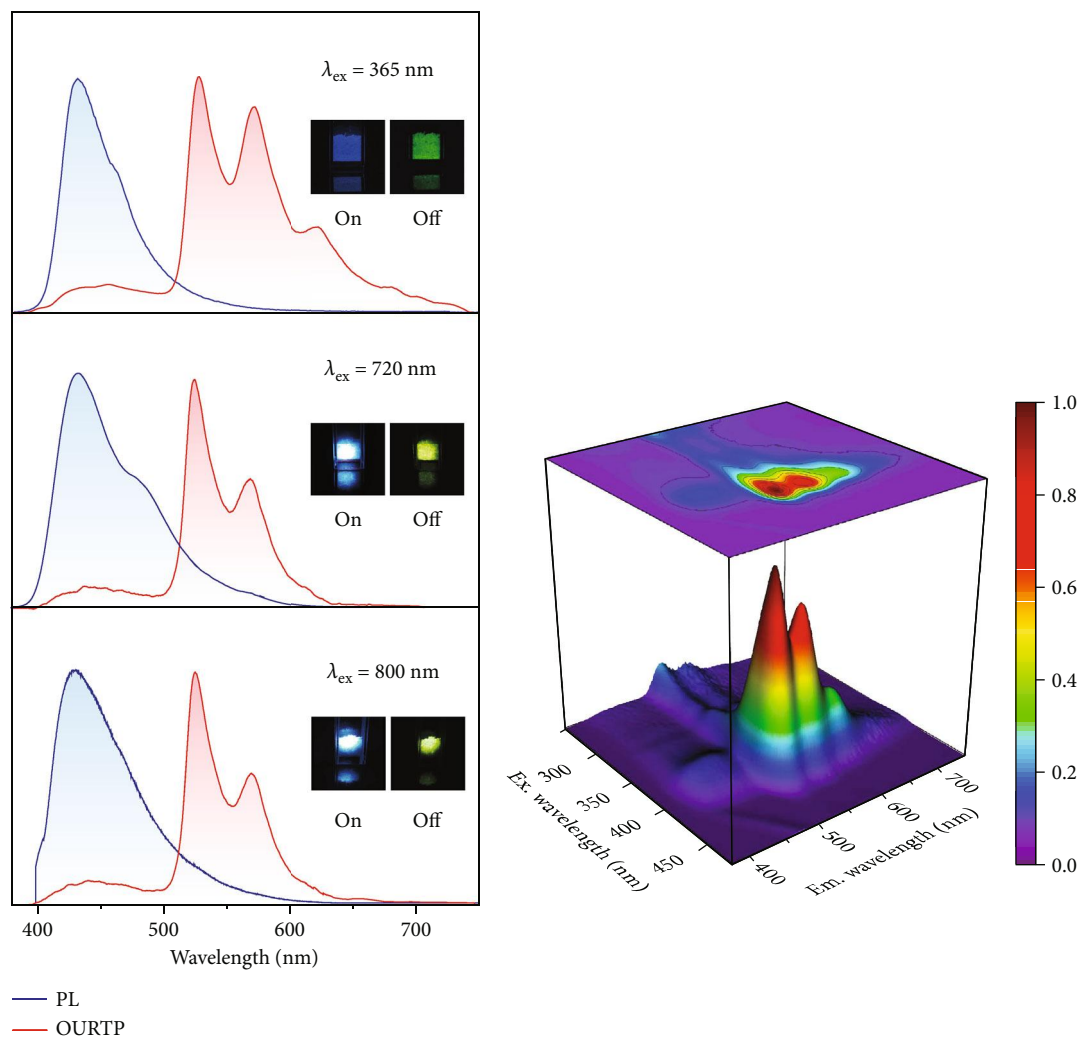 λex = 365 nm
On Off
λex = 720 nm
On Off
λex = 800 nm
On Off
400 500 600 700
Wavelength (nm)
PL
OURTP
1.0
0.8
0.6
0.4
0.2
0.0
300 350 400 450
Ex. wavelength (nm)
400 500 600 700
Em. wavelength (nm)